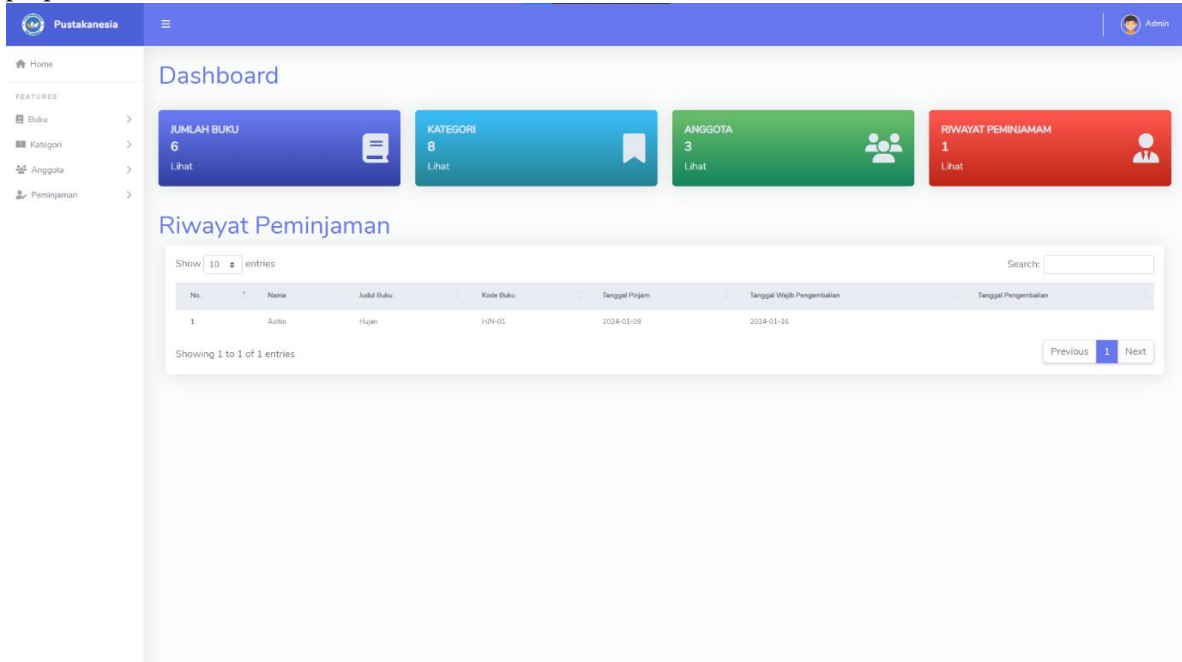 Pustakanesia
Admin
Home
FEATURES
Buku
Kategori
Anggota
Peminjaman
Dashboard
JUMLAH BUKU
6
Lihat
KATEGORI
8
Lihat
ANGGOTA
3
Lihat
RIWAYAT PEMINJAMAM
1
Lihat
Riwayat Peminjaman
Show 10 entries
Search:
No. Nama Judul Buku Kode Buku Tanggal Pinjam Tanggal Wajib Pengembalian Tanggal Pengembalian
1 Aditio Hujan HJN-01 2024-01-09 2024-01-16
Showing 1 to 1 of 1 entries
Previous 1 Next